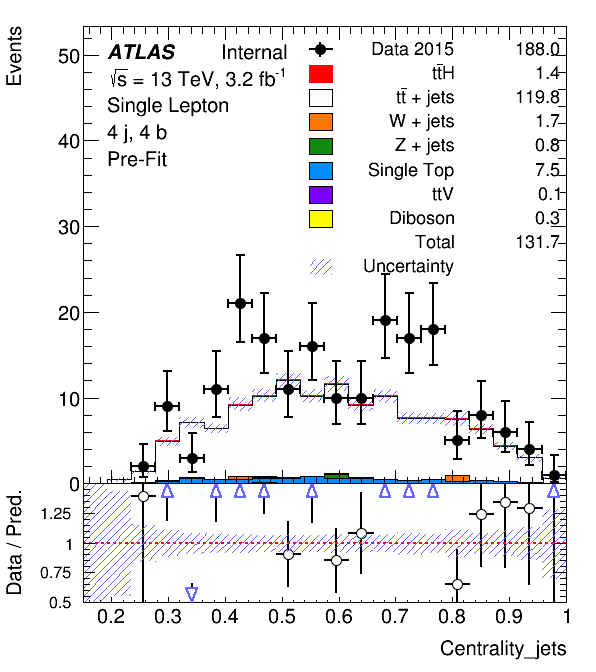 Events
ATLAS Internal
√s = 13 TeV, 3.2 fb⁻¹
Single Lepton
4 j, 4 b
Pre-Fit
Data 2015 188.0
tt̄H 1.4
tt̄ + jets 119.8
W + jets 1.7
Z + jets 0.8
Single Top 7.5
ttV 0.1
Diboson 0.3
Total 131.7
Uncertainty
50
40
30
20
10
0
Data / Pred.
1.25
1
0.75
0.5
0.2 0.3 0.4 0.5 0.6 0.7 0.8 0.9 1
Centrality_jets